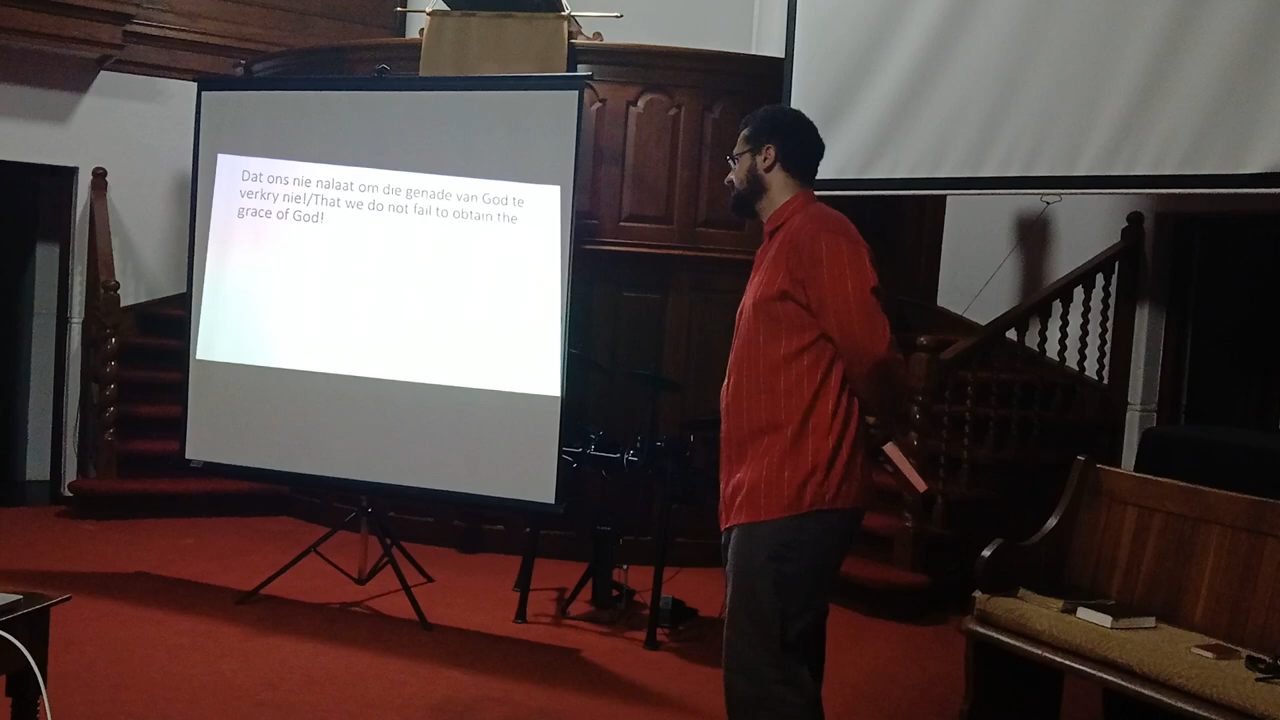 Dat ons nie nalaat om die genade van God te
verkry nie!/That we do not fail to obtain the
grace of God!